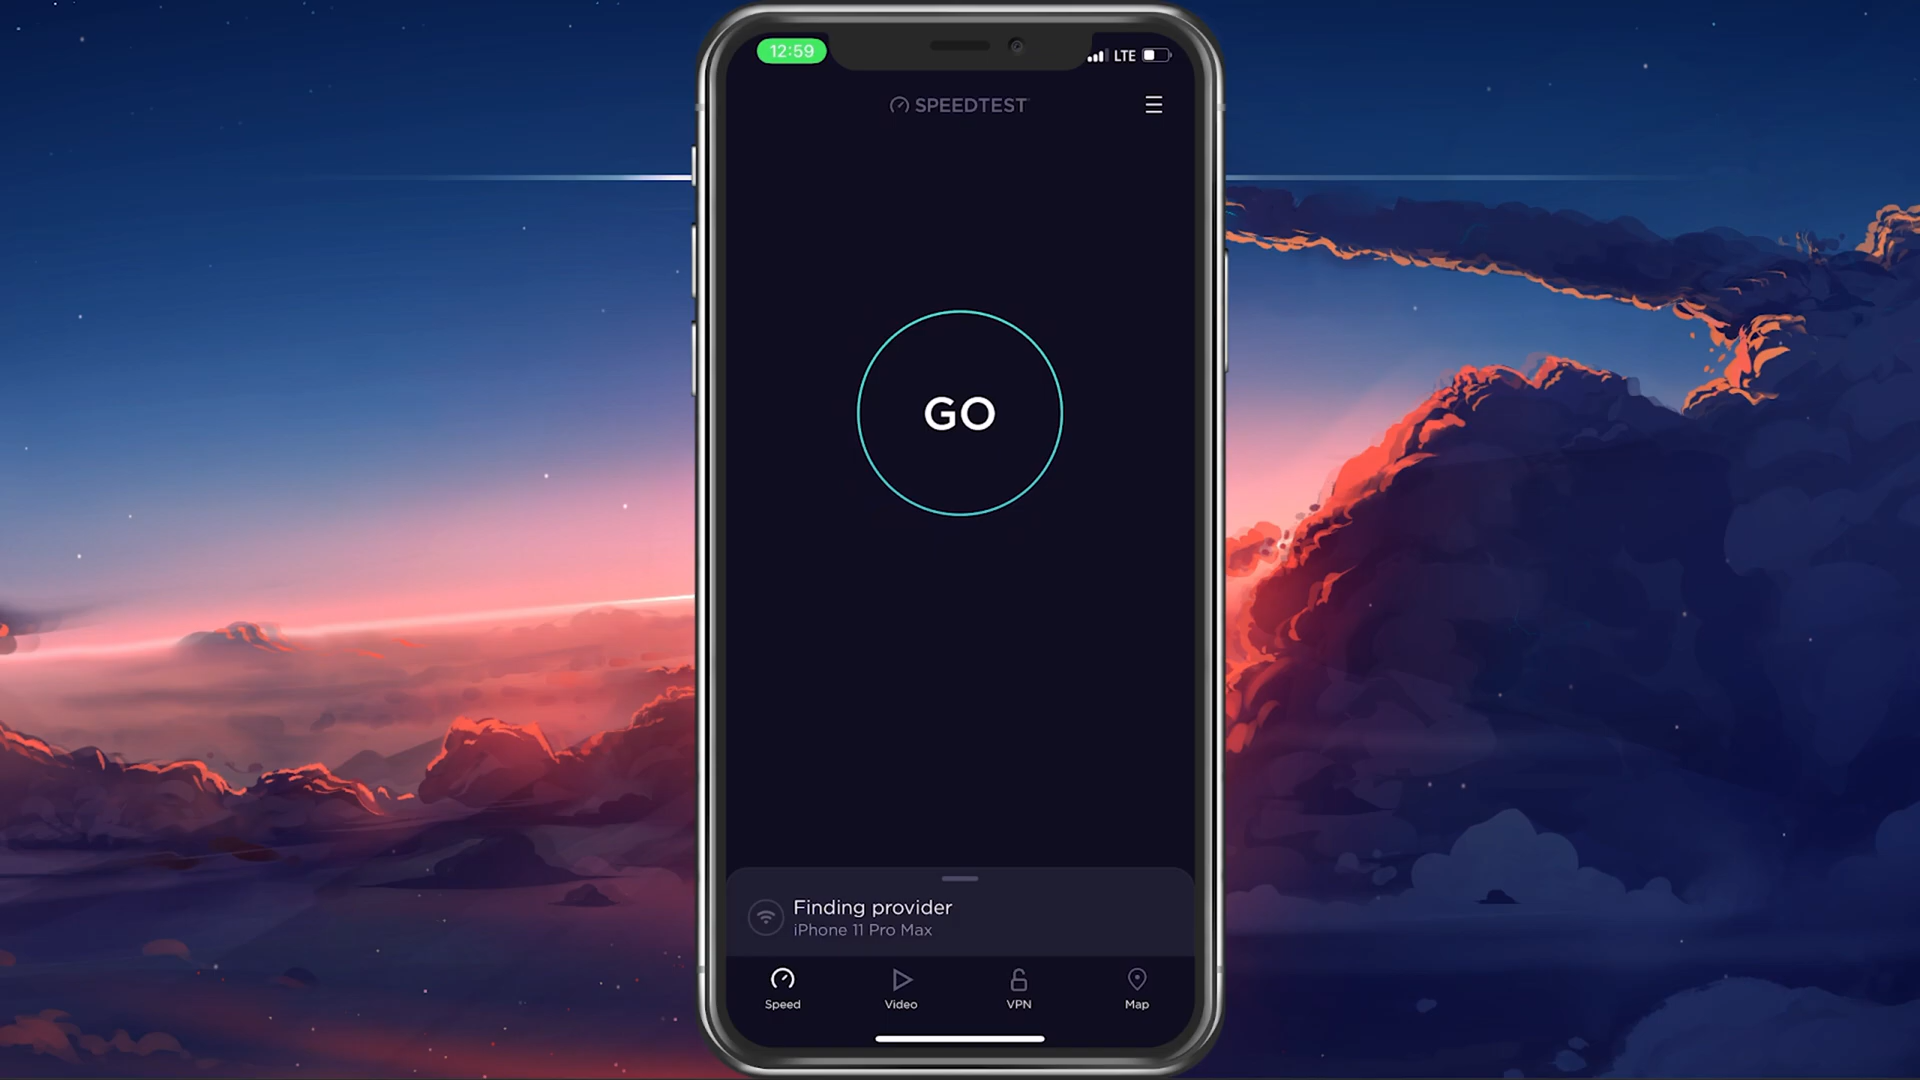 12:59
LTE
SPEEDTEST
GO
Finding provider
iPhone 11 Pro Max
Speed
Video
VPN
Map